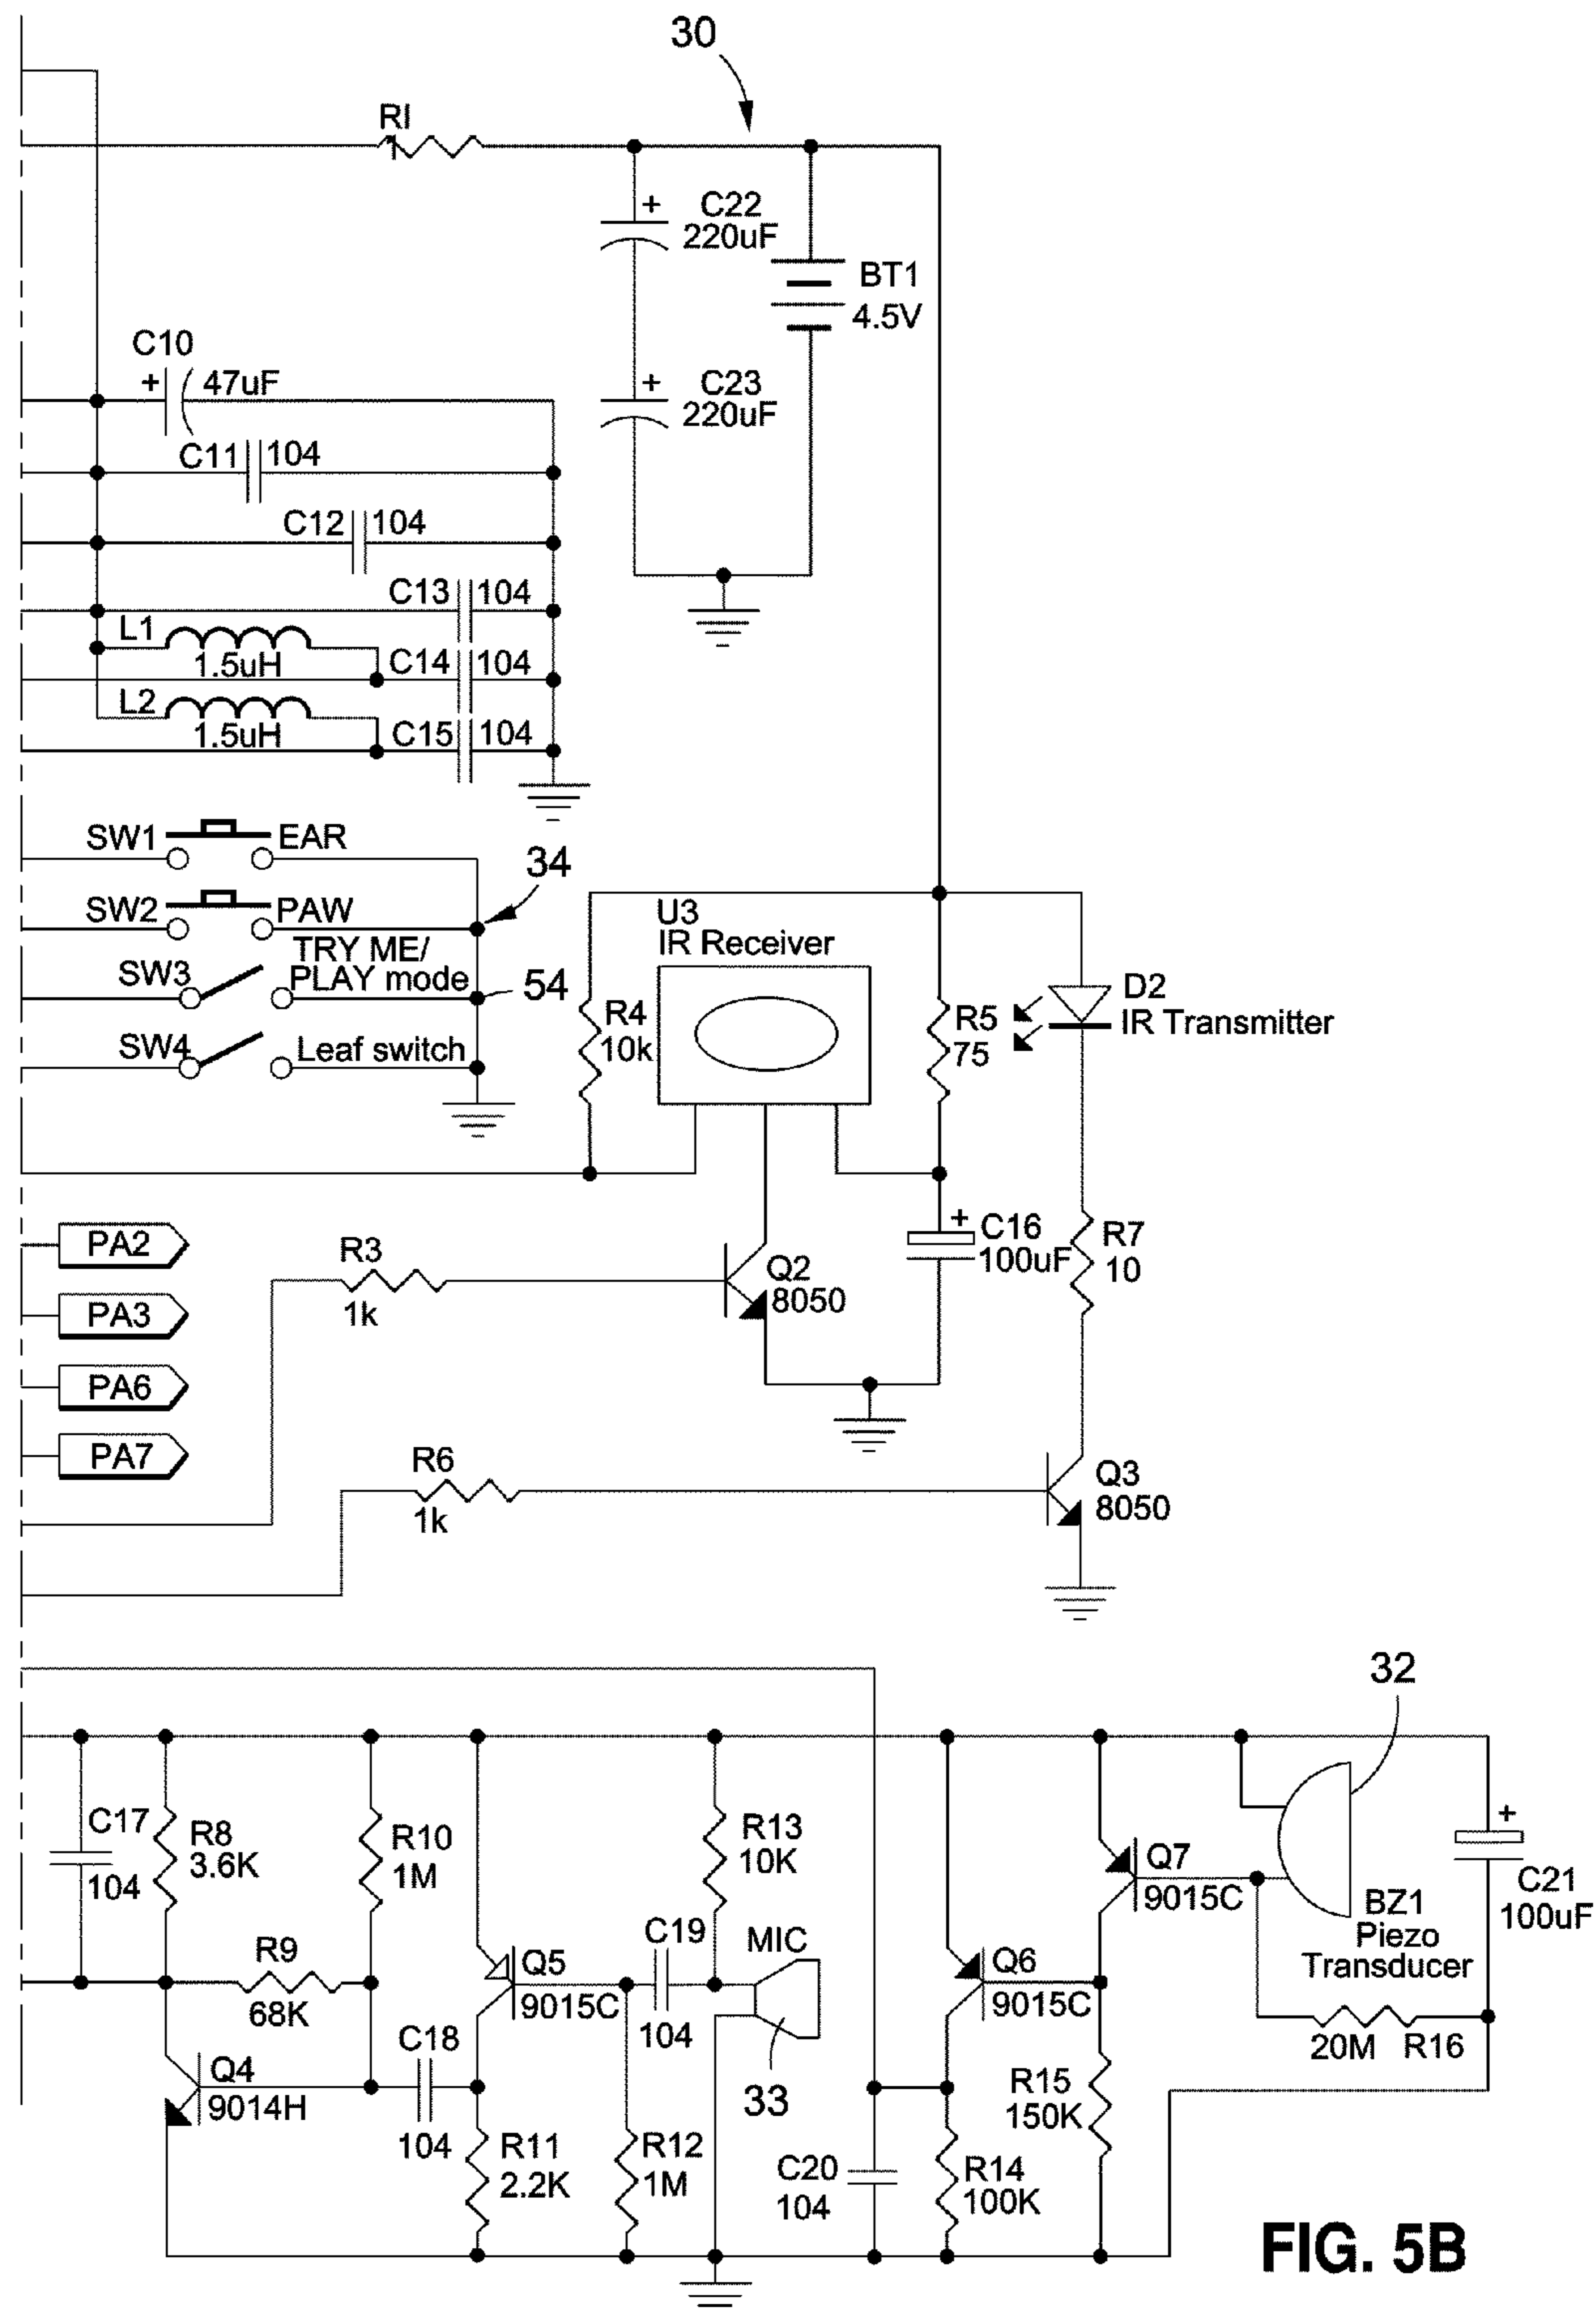 30
RI
+
C22
220uF
BT1
4.5V
C10
+
47uF
+
C23
220uF
C11
104
C12
104
C13
104
L1
1.5uH
C14
104
L2
1.5uH
C15
104
SW1
EAR
34
SW2
PAW
U3
IR Receiver
TRY ME/
PLAY mode
SW3
54
D2
IR Transmitter
R4
10k
R5
75
SW4
Leaf switch
PA2
R3
1k
+
C16
100uF
R7
10
Q2
8050
PA3
PA6
PA7
R6
1k
Q3
8050
32
C17
104
R8
3.6K
R10
1M
R13
10K
+
Q7
9015C
C21
100uF
BZ1
Piezo
Transducer
R9
68K
C19
104
MIC
Q5
9015C
Q6
9015C
20M
R16
C18
104
Q4
9014H
33
R15
150K
R11
2.2K
R12
1M
C20
104
R14
100K
FIG. 5B